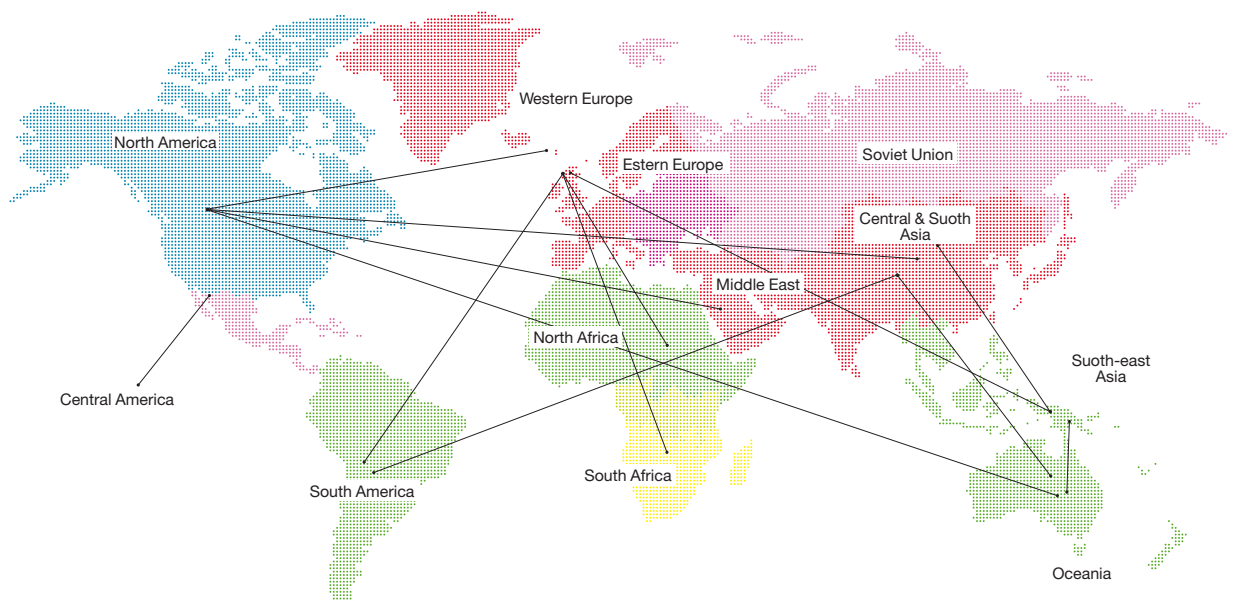 Western Europe
North America
Estern Europe
Soviet Union
Central & Suoth
Asia
Middle East
North Africa
Suoth-east
Asia
Central America
South Africa
South America
Oceania